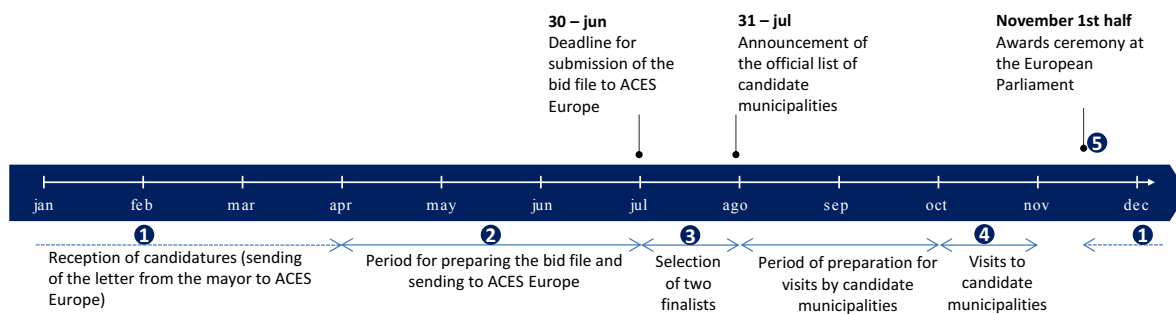 30 – jun
Deadline for
submission of the
bid file to ACES
Europe
31 – jul
Announcement of
the official list of
candidate
municipalities
November 1st half
Awards ceremony at
the European
Parliament
5
jan feb mar apr may jun jul ago sep oct nov dec
1 2 3 4 1
Reception of candidatures (sending
of the letter from the mayor to ACES
Europe)
Period for preparing the bid file and
sending to ACES Europe
Selection
of two
finalists
Period of preparation for
visits by candidate
municipalities
Visits to
candidate
municipalities